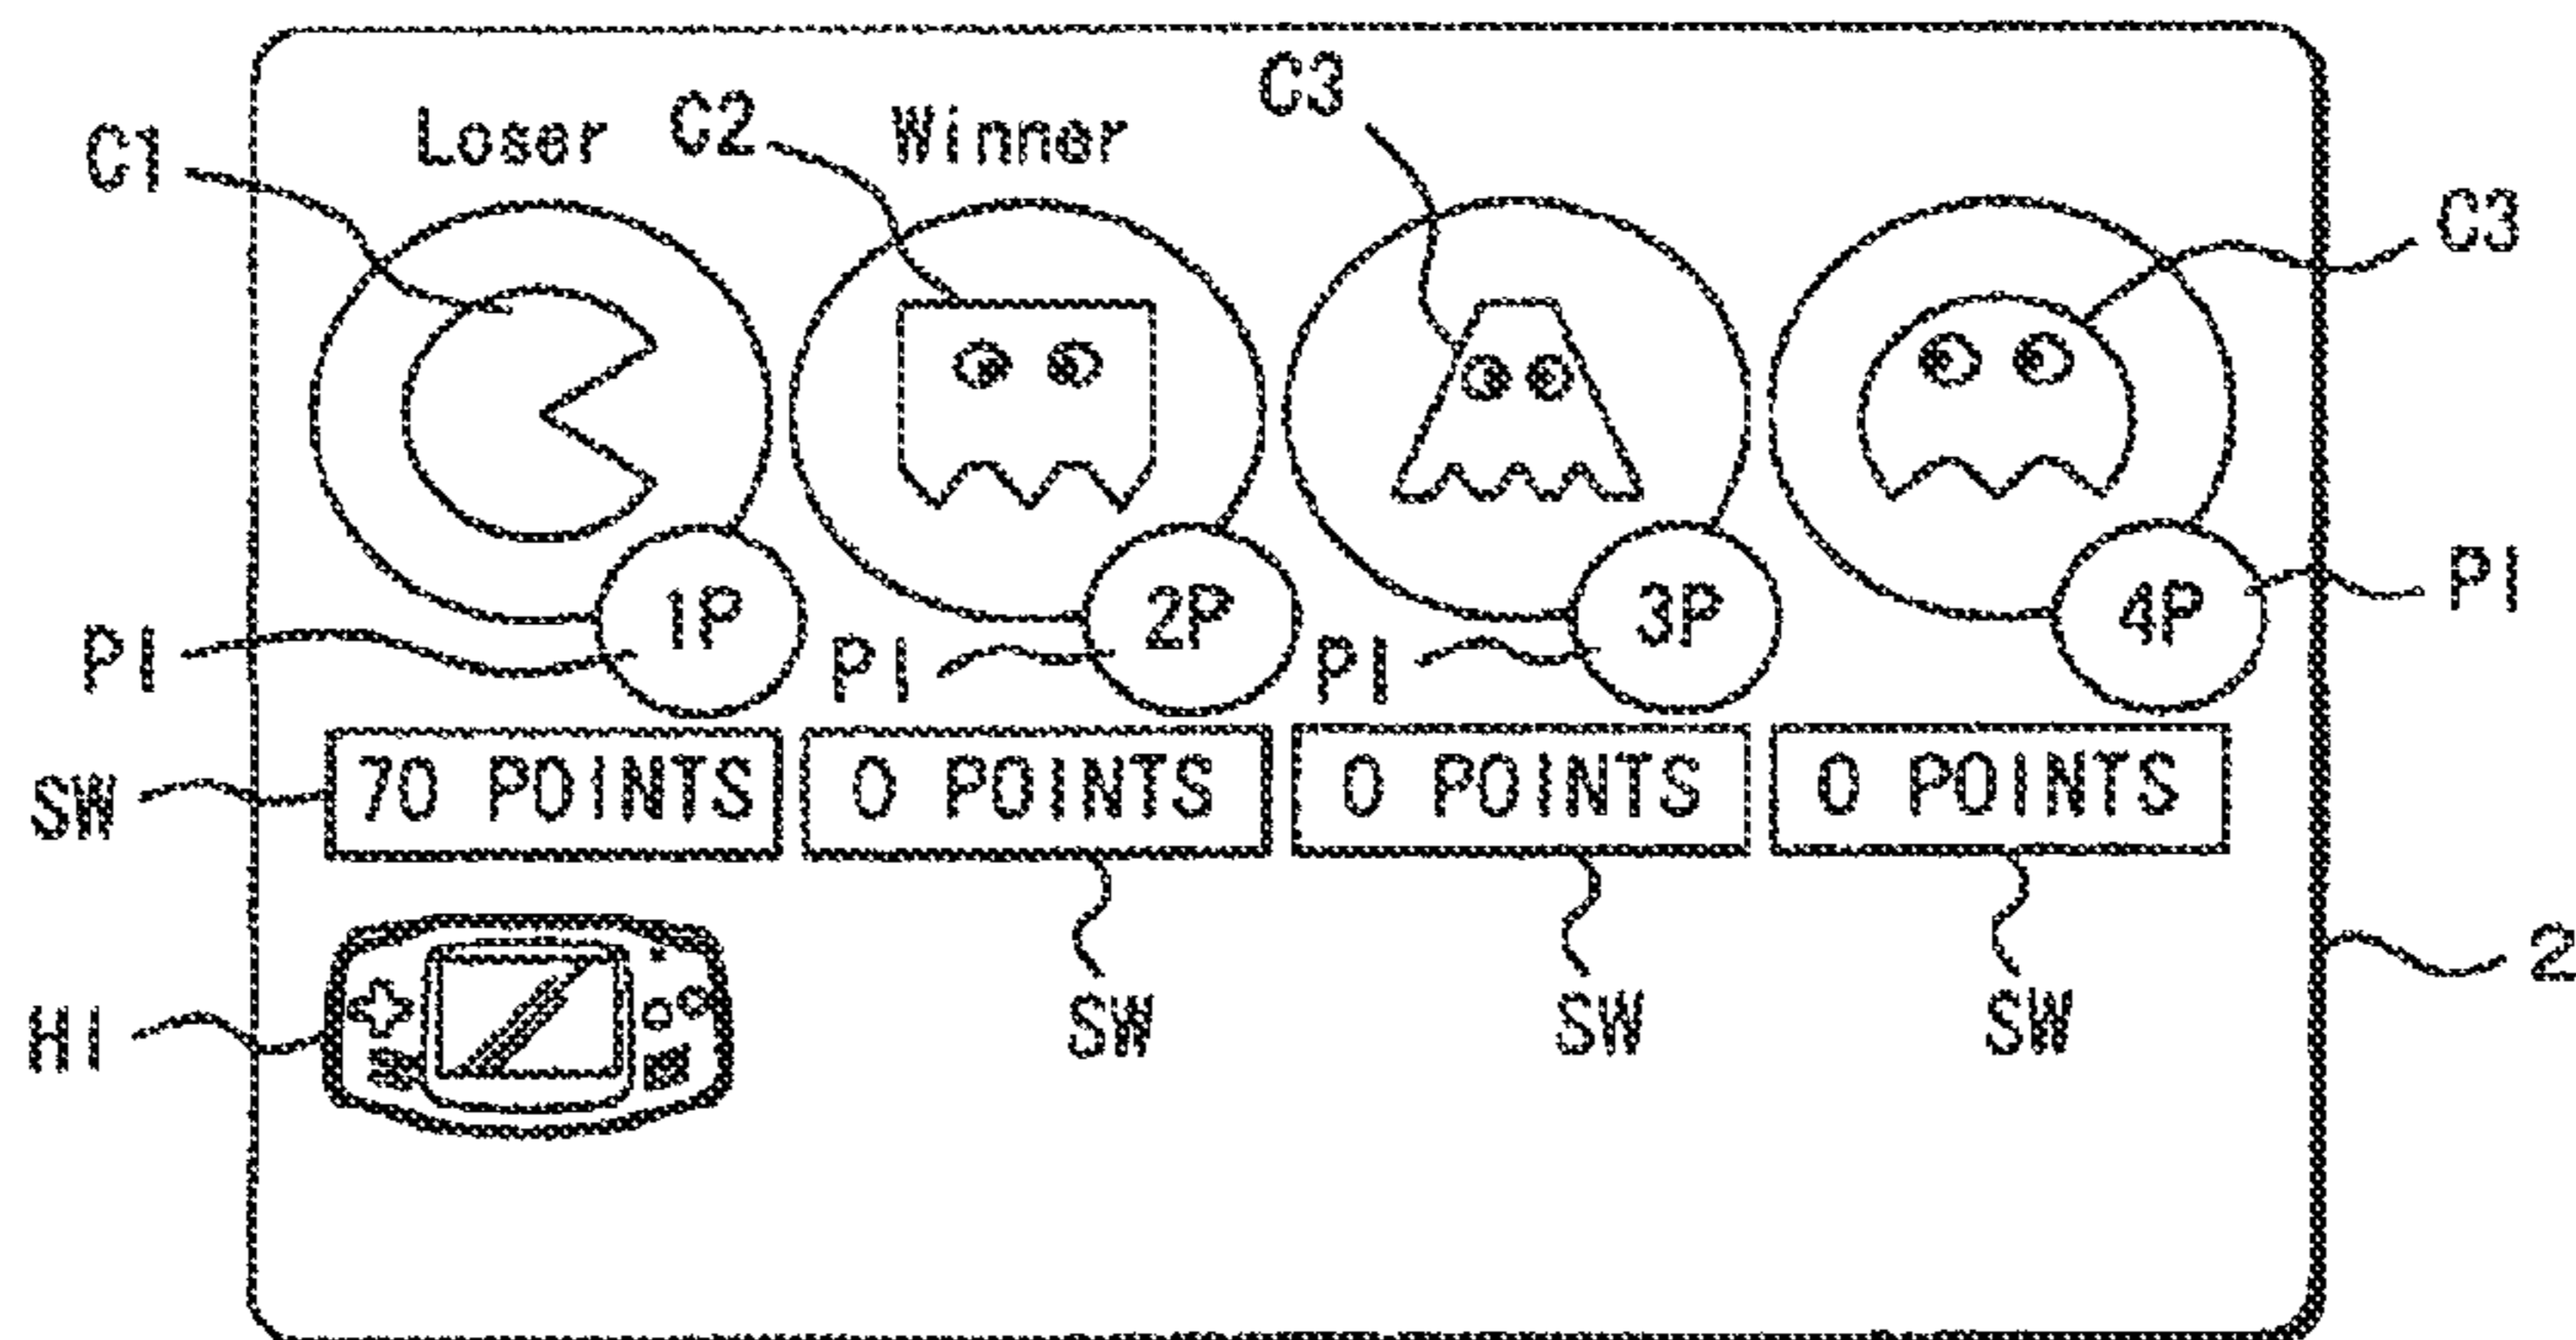 C3
C1 Loser C2 Winner
C3
1P 2P 3P 4P PI
PI PI PI
SW 70 POINTS 0 POINTS 0 POINTS 0 POINTS
2
HI SW SW SW